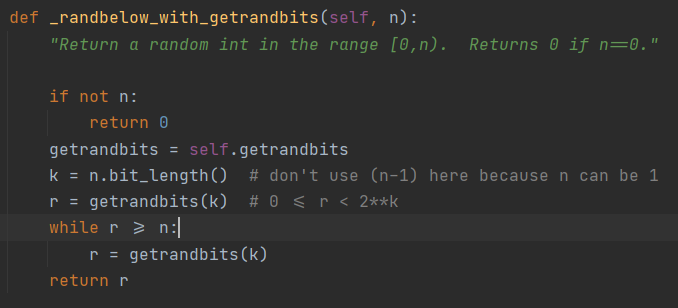 def _randbelow_with_getrandbits(self, n):
    "Return a random int in the range [0,n).  Returns 0 if n==0."

    if not n:
        return 0
    getrandbits = self.getrandbits
    k = n.bit_length()  # don't use (n-1) here because n can be 1
    r = getrandbits(k)  # 0 <= r < 2**k
    while r >= n:
        r = getrandbits(k)
    return r